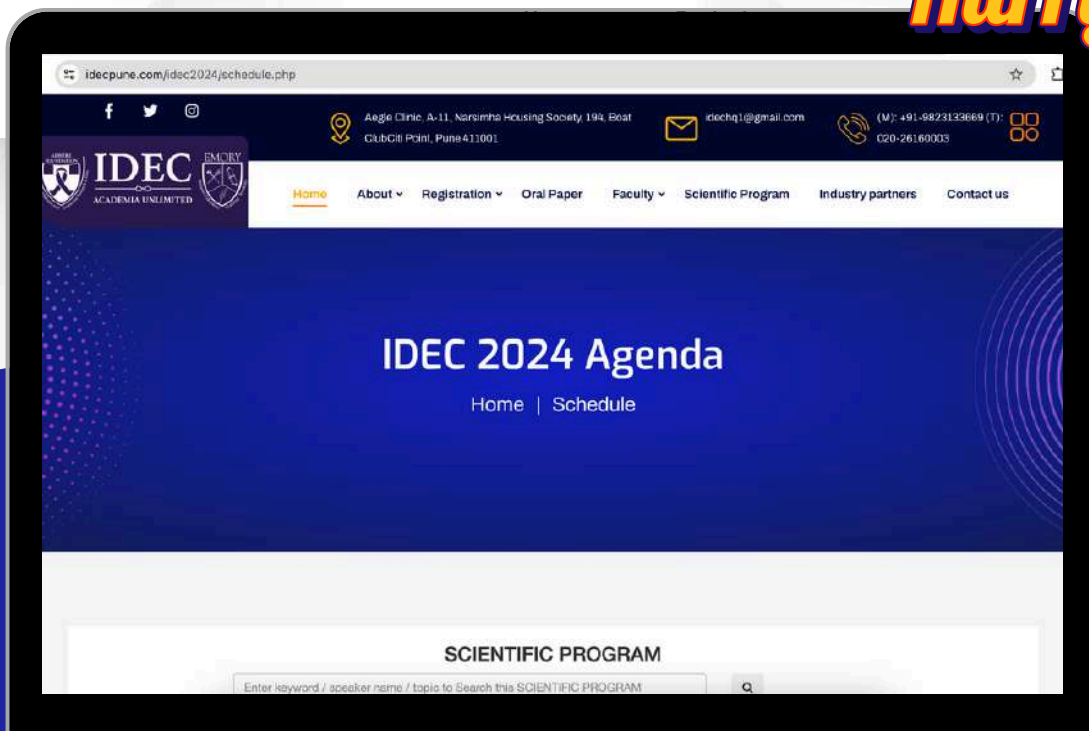 idecpune.com/idec2024/schedule.php
Aegle Clinic, A-11, Narsimha Housing Society, 194, Boat
ClubCiti Point, Pune 411001
idechq1@gmail.com
(M): +91-9823133669 (T):
020-26160003
IDEC
ACADEMIA UNLIMITED
EMORY
Home
About
Registration
Oral Paper
Faculty
Scientific Program
Industry partners
Contact us
IDEC 2024 Agenda
Home | Schedule
SCIENTIFIC PROGRAM
Enter keyword / speaker name / topic to Search this SCIENTIFIC PROGRAM